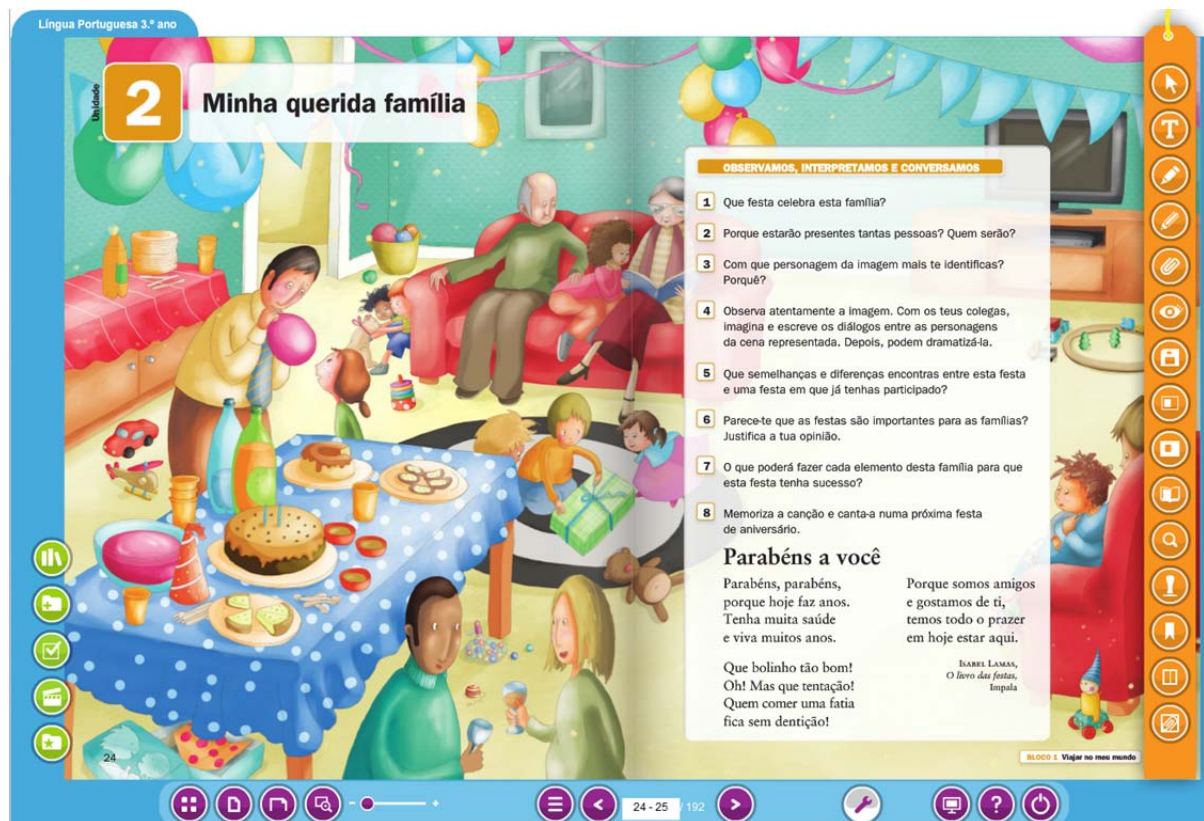 Língua Portuguesa 3.º ano
Unidade
2
Minha querida família
OBSERVAMOS, INTERPRETAMOS E CONVERSAMOS
1 Que festa celebra esta família?
2 Porque estarão presentes tantas pessoas? Quem serão?
3 Com que personagem da imagem mais te identificas?
Porquê?
4 Observa atentamente a imagem. Com os teus colegas,
imagina e escreve os diálogos entre as personagens
da cena representada. Depois, podem dramatizá-la.
5 Que semelhanças e diferenças encontras entre esta festa
e uma festa em que já tenhas participado?
6 Parece-te que as festas são importantes para as famílias?
Justifica a tua opinião.
7 O que poderá fazer cada elemento desta família para que
esta festa tenha sucesso?
8 Memoriza a canção e canta-a numa próxima festa
de aniversário.
Parabéns a você
Parabéns, parabéns,
porque hoje faz anos.
Tenha muita saúde
e viva muitos anos.
Que bolinho tão bom!
Oh! Mas que tentação!
Quem comer uma fatia
fica sem dentição!
Porque somos amigos
e gostamos de ti,
temos todo o prazer
em hoje estar aqui.
ISABEL LAMAS,
O livro das festas,
Impala
24
BLOCO 1 Viajar no meu mundo
T
- +
24 - 25 / 192
?